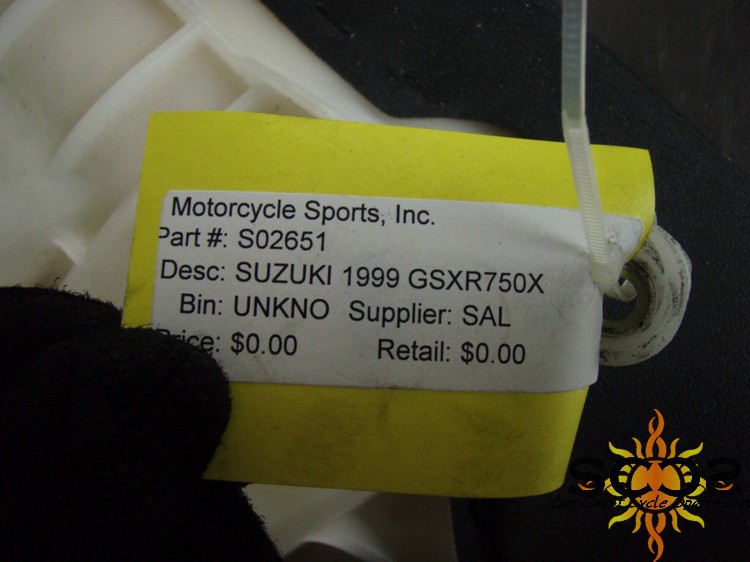 Motorcycle Sports, Inc.
Part #: S02651
Desc: SUZUKI 1999 GSXR750X
Bin: UNKNO Supplier: SAL
Price: $0.00 Retail: $0.00